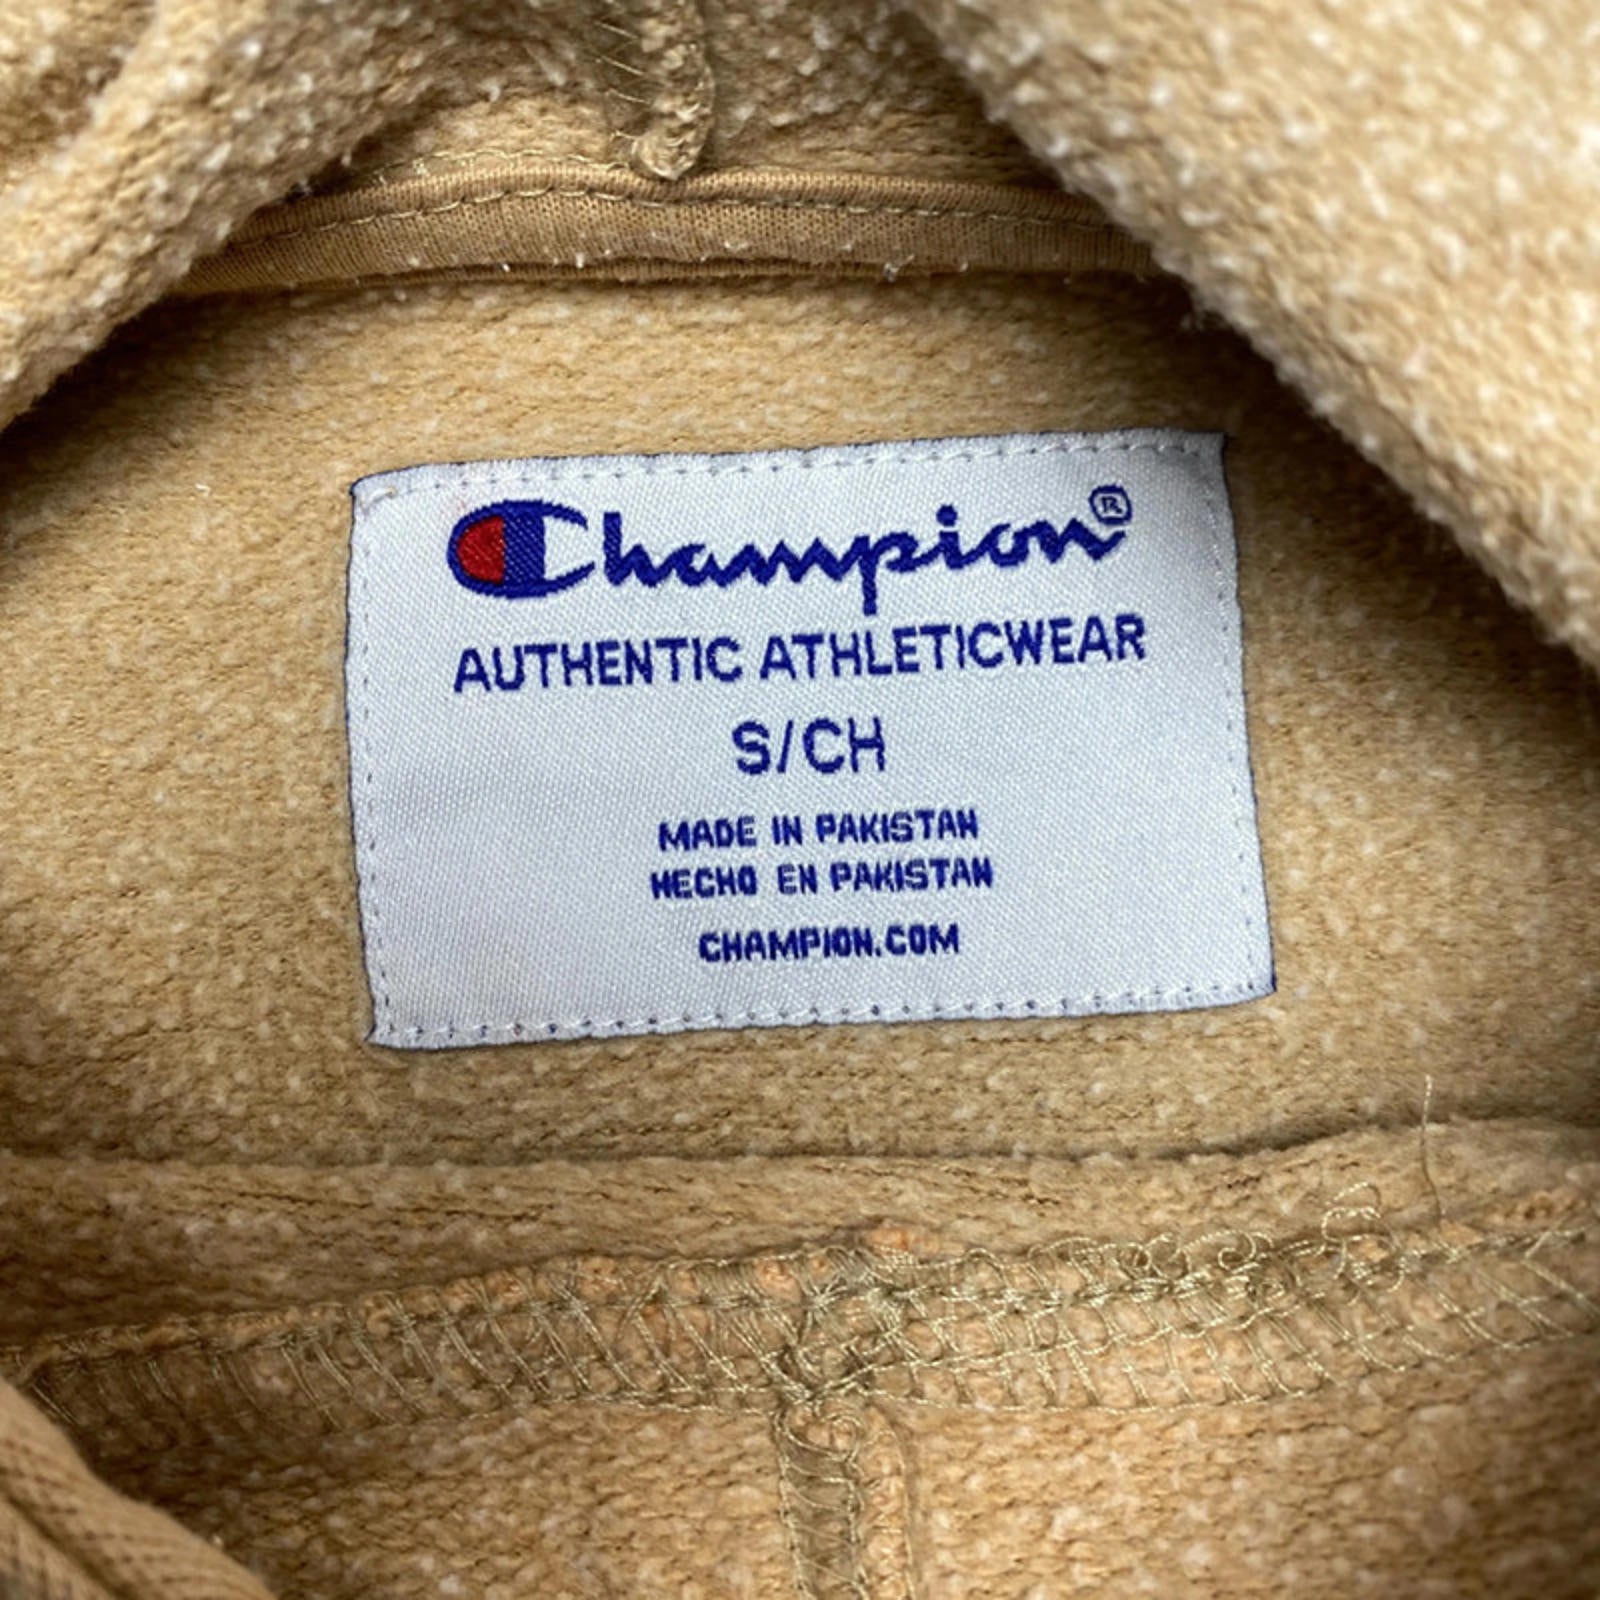 Champion®
AUTHENTIC ATHLETICWEAR
S/CH
MADE IN PAKISTAN
HECHO EN PAKISTAN
CHAMPION.COM